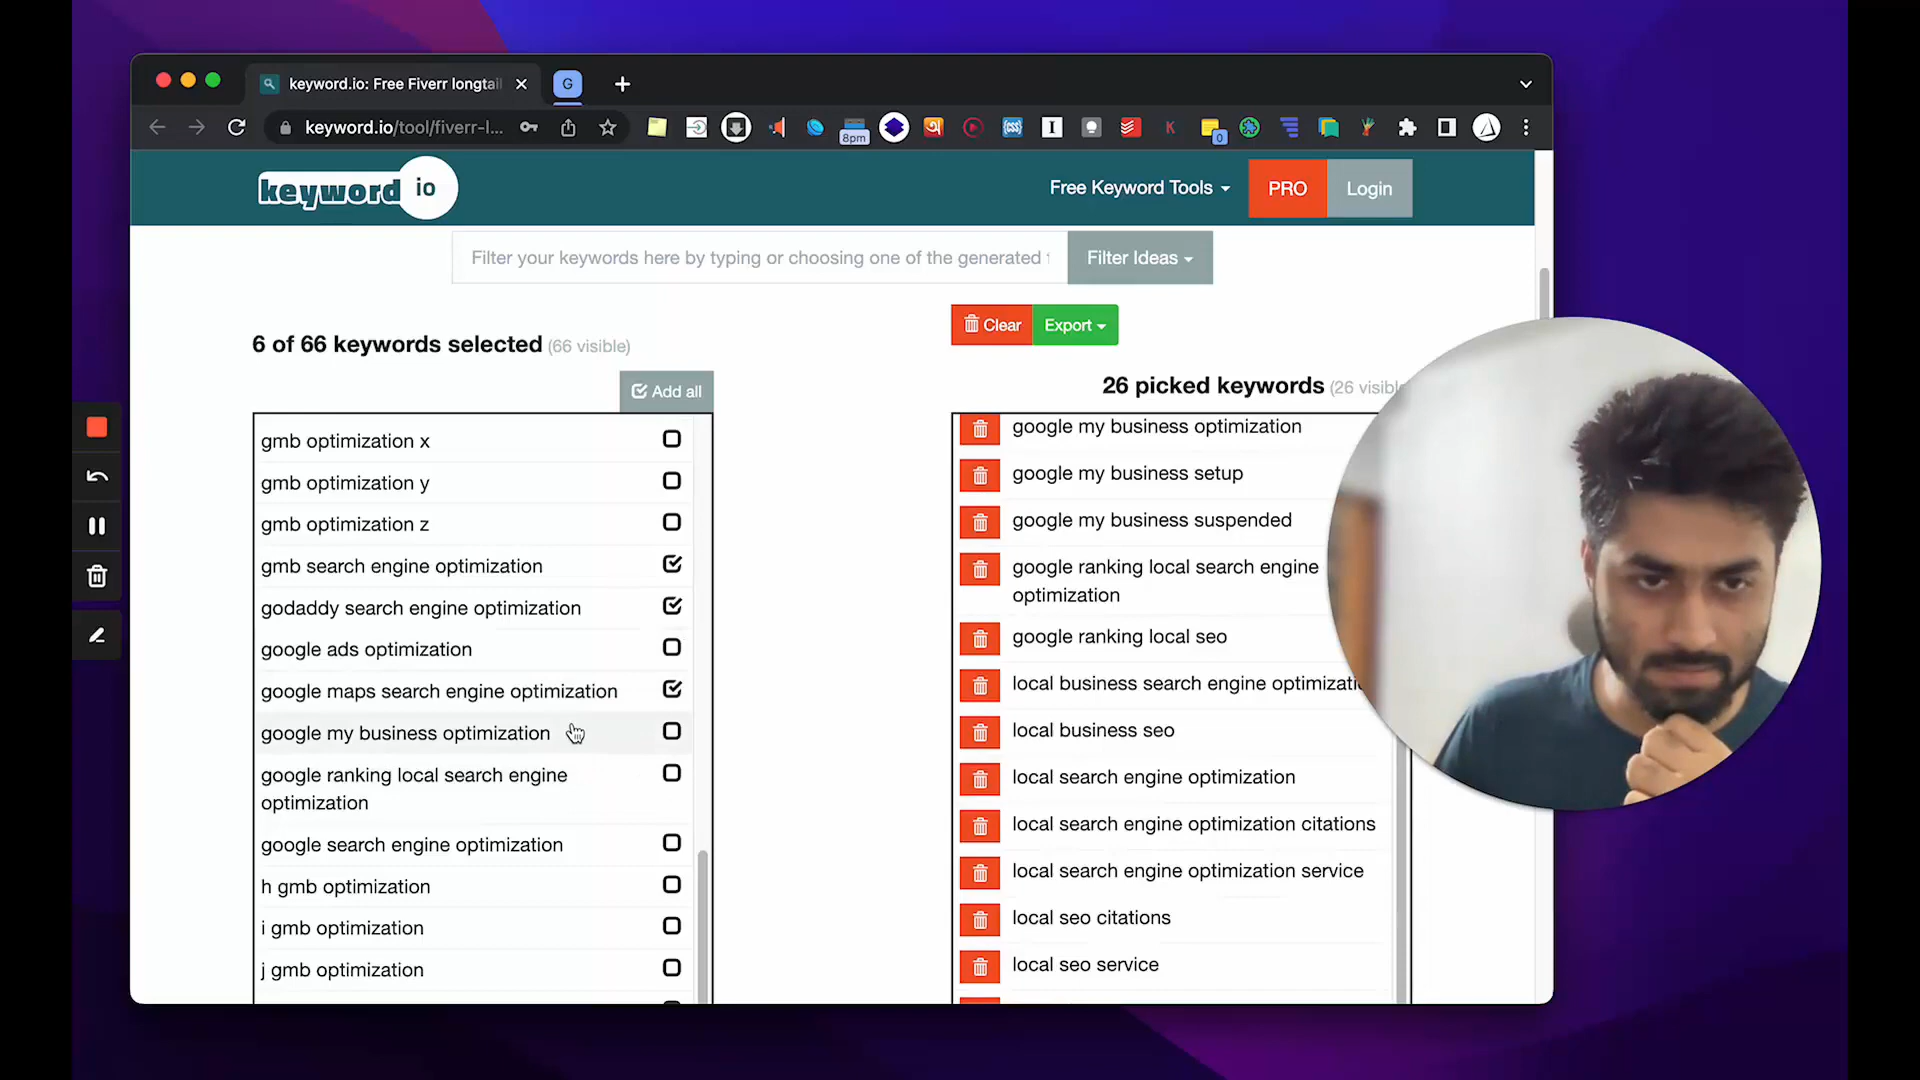 keyword.io: Free Fiverr longtail
G
keyword.io/tool/fiverr-l...
8pm
0
keyword io
Free Keyword Tools
PRO
Login
Filter your keywords here by typing or choosing one of the generated
Filter Ideas
Clear
Export
6 of 66 keywords selected (66 visible)
Add all
26 picked keywords (26 visible
gmb optimization x
gmb optimization y
gmb optimization z
gmb search engine optimization
godaddy search engine optimization
google ads optimization
google maps search engine optimization
google my business optimization
google ranking local search engine
optimization
google search engine optimization
h gmb optimization
i gmb optimization
j gmb optimization
google my business optimization
google my business setup
google my business suspended
google ranking local search engine
optimization
google ranking local seo
local business search engine optimizatio
local business seo
local search engine optimization
local search engine optimization citations
local search engine optimization service
local seo citations
local seo service